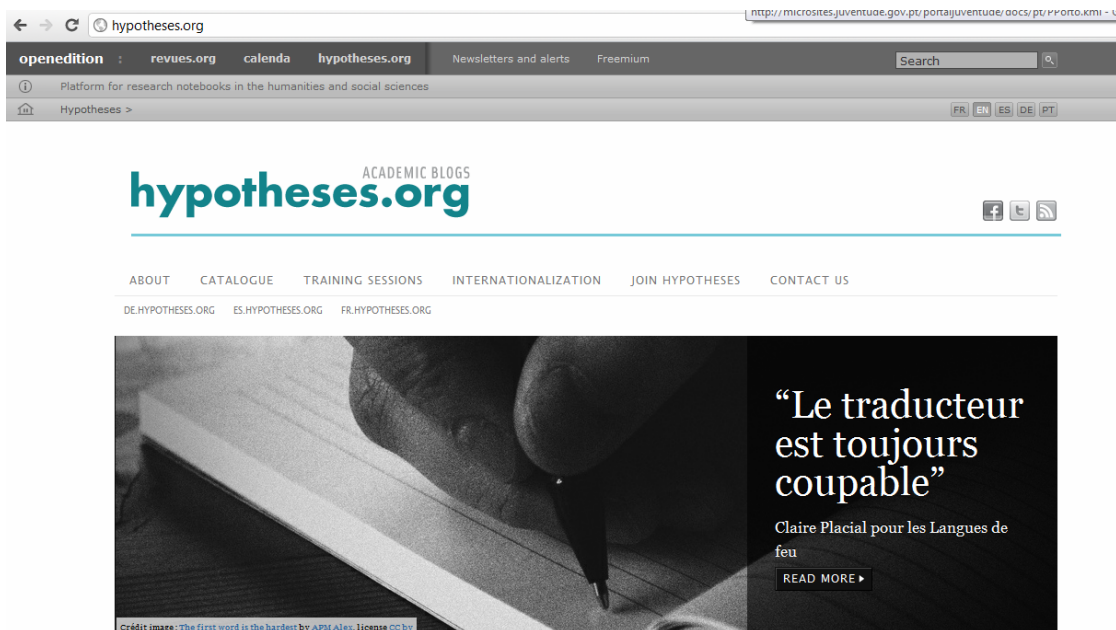 http://microsites.juventude.gov.pt/portaljuventude/docs/pt/PPorto.kml -
hypotheses.org
openedition : revues.org calenda hypotheses.org Newsletters and alerts Freemium Search
Platform for research notebooks in the humanities and social sciences
Hypotheses > FR EN ES DE PT
ACADEMIC BLOGS
hypotheses.org
ABOUT CATALOGUE TRAINING SESSIONS INTERNATIONALIZATION JOIN HYPOTHESES CONTACT US
DE.HYPOTHESES.ORG ES.HYPOTHESES.ORG FR.HYPOTHESES.ORG
“Le traducteur
est toujours
coupable”
Claire Placial pour les Langues de
feu
READ MORE
Crédit image : The first word is the hardest by APM Alex, license CC by